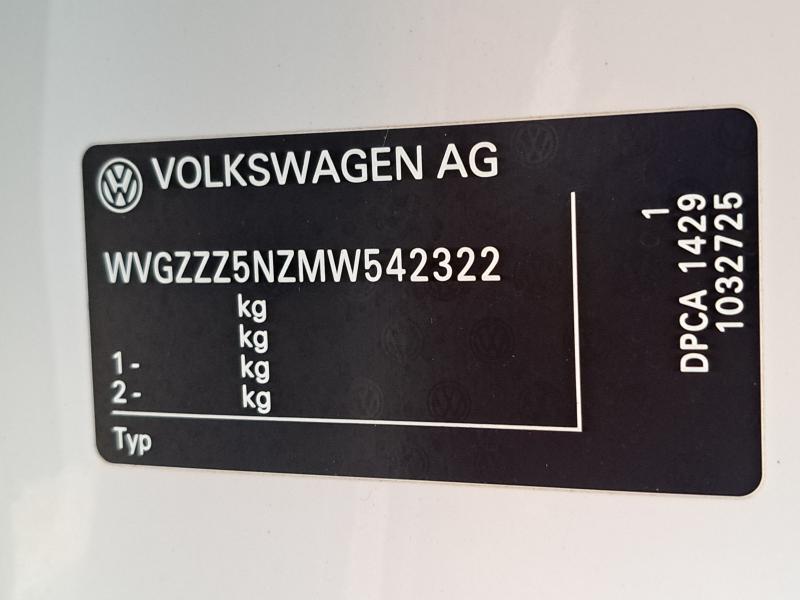 VOLKSWAGEN AG
WVGZZZ5NZMW542322
kg
kg
1- kg
2- kg
Typ
1
DPCA 1429
1032725